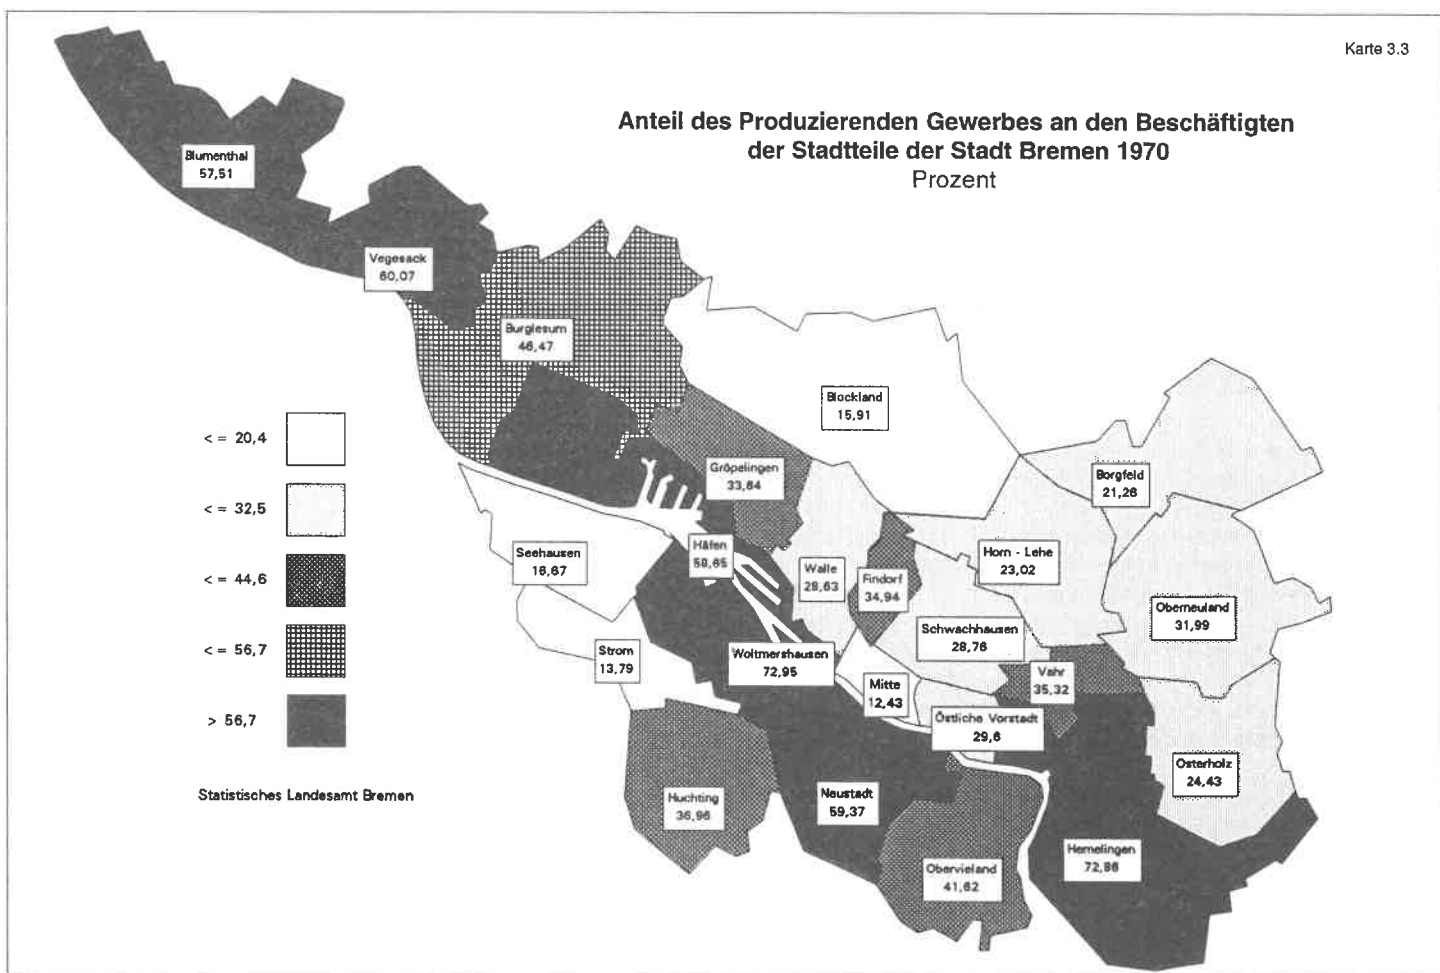 Karte 3.3
Anteil des Produzierenden Gewerbes an den Beschäftigten
der Stadtteile der Stadt Bremen 1970
Prozent
Blumenthal
57,51
Vegesack
60,07
Burglesum
46,47
Blockland
15,91
Borgfeld
21,26
Gröpelingen
33,64
Häfen
58,65
Seehausen
16,67
Walle
28,63
Findorf
34,94
Horn - Lehe
23,02
Oberneuland
31,99
Schwachhausen
28,76
Strom
13,79
Woltmershausen
72,95
Mitte
12,43
Vahr
35,32
Östliche Vorstadt
29,6
Osterholz
24,43
Huchting
36,96
Neustadt
59,37
Obervieland
41,62
Hemelingen
72,86
< = 20,4
< = 32,5
< = 44,6
< = 56,7
> 56,7
Statistisches Landesamt Bremen